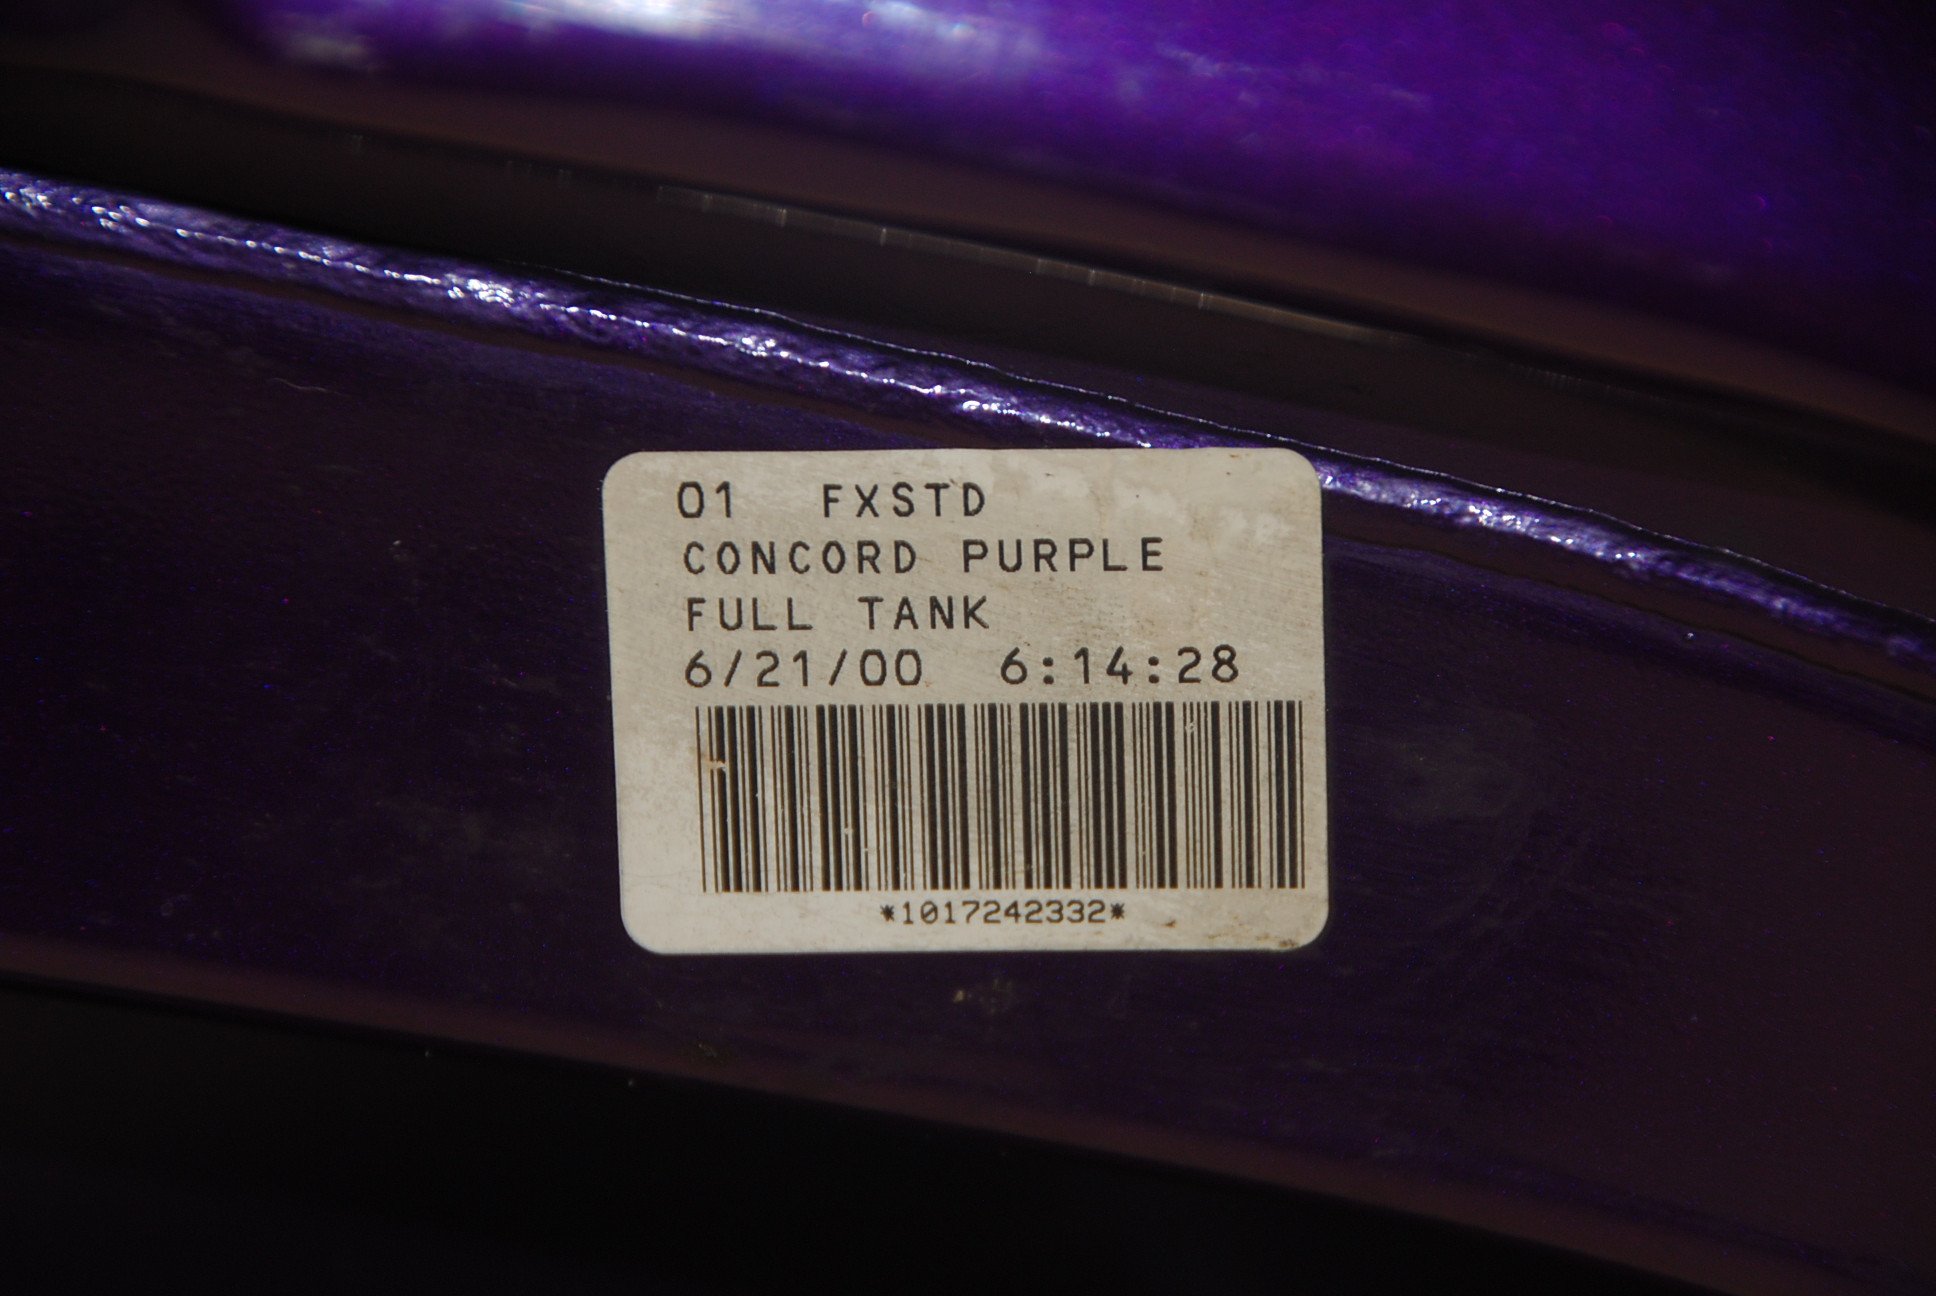 01 FXSTD
CONCORD PURPLE
FULL TANK
6/21/00 6:14:28
*1017242332*